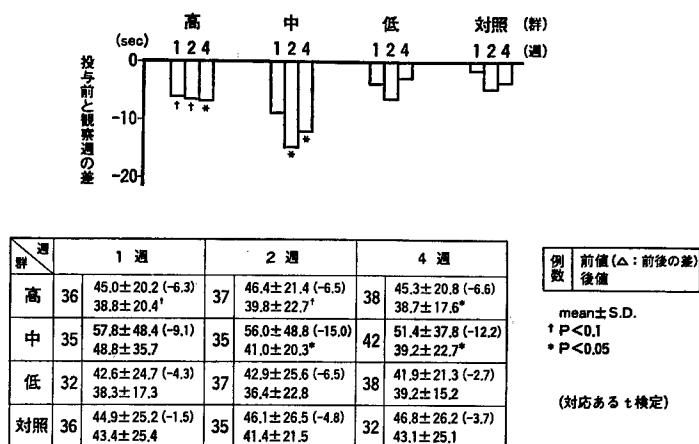 高 中 低 対照 (群)
(sec) 1 2 4 1 2 4 1 2 4 1 2 4 (週)
0
-10
-20
投与前と観察週の差
† † *
* *
週
群
1 週 2 週 4 週
高 36 45.0±20.2 (-6.3) 37 46.4±21.4 (-6.5) 38 45.3±20.8 (-6.6)
38.8±20.4† 39.8±22.7† 38.7±17.6*
中 35 57.8±48.4 (-9.1) 35 56.0±48.8 (-15.0) 42 51.4±37.8 (-12.2)
48.8±35.7 41.0±20.3* 39.2±22.7*
低 32 42.6±24.7 (-4.3) 37 42.9±25.6 (-6.5) 38 41.9±21.3 (-2.7)
38.3±17.3 36.4±22.8 39.2±15.2
対照 36 44.9±25.2 (-1.5) 35 46.1±26.5 (-4.8) 32 46.8±26.2 (-3.7)
43.4±25.4 41.4±21.5 43.1±25.1
例数 前値(△:前後の差)
後値
mean±S.D.
† P<0.1
* P<0.05
(対応ある t 検定)